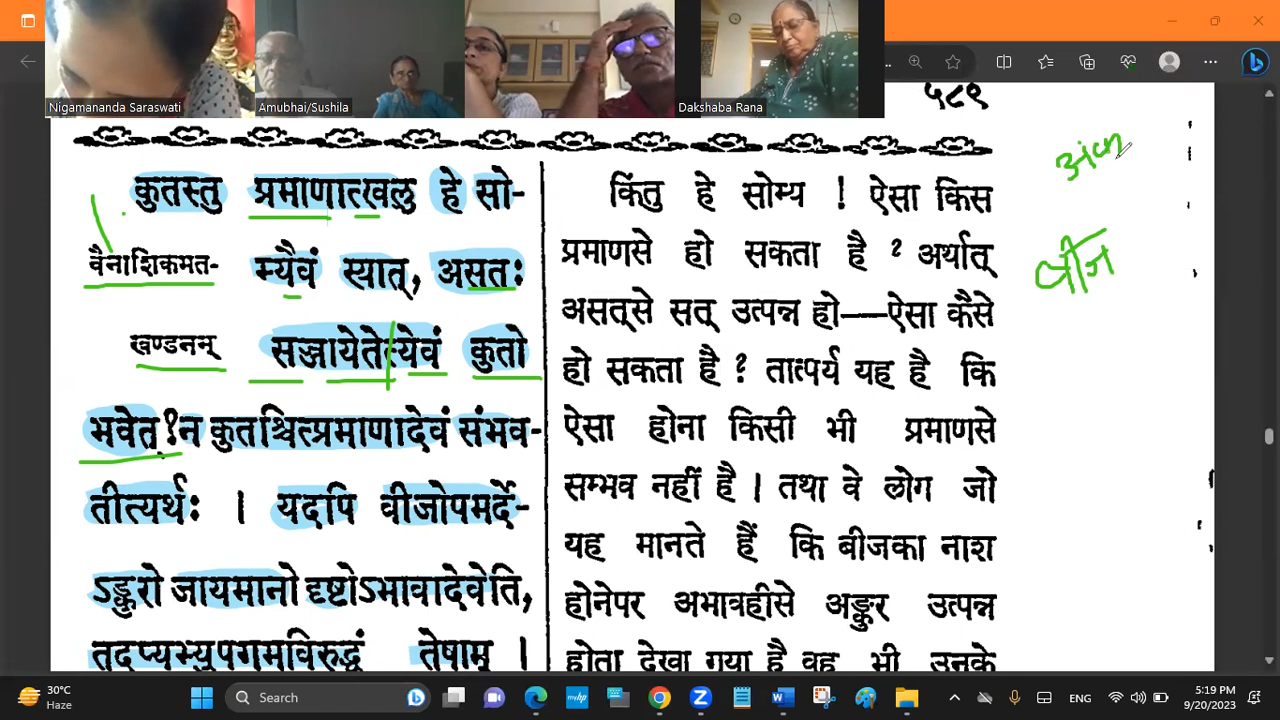 Nigamananda Saraswati
Amubhai/Sushila
Dakshaba Rana
५८९
कुतस्तु प्रमाणात्खलु हे सो-
वैनाशिकमत-
म्यैवं स्यात्, असतः
खण्डनम्
सज्जायेतेत्येवं कुतो
भवेत्?न कुतश्चित्प्रमाणादेवं संभव-
तीत्यर्थः । यदपि वीजोपमर्दे-
ऽङ्कुरो जायमानो दृष्टोऽभावादेवेति,
तदप्यभ्युपगमविरुद्धं तेषाम् ।
किंतु हे सोम्य ! ऐसा किस
प्रमाणसे हो सकता है ? अर्थात्
असत्‌से सत् उत्पन्न हो—ऐसा कैसे
हो सकता है ? तात्पर्य यह है कि
ऐसा होना किसी भी प्रमाणसे
सम्भव नहीं है । तथा वे लोग जो
यह मानते हैं कि बीजका नाश
होनेपर अभावहीसे अङ्कुर उत्पन्न
होता देखा गया है वह भी उनके
बीज
30°C
Haze
Search
ENG
5:19 PM
9/20/2023